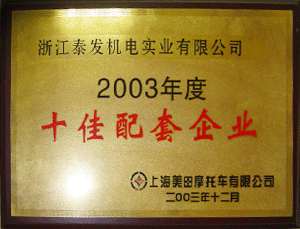 浙江泰发机电实业有限公司
2003年度
十佳配套企业
上海美田摩托车有限公司
二00三年十二月